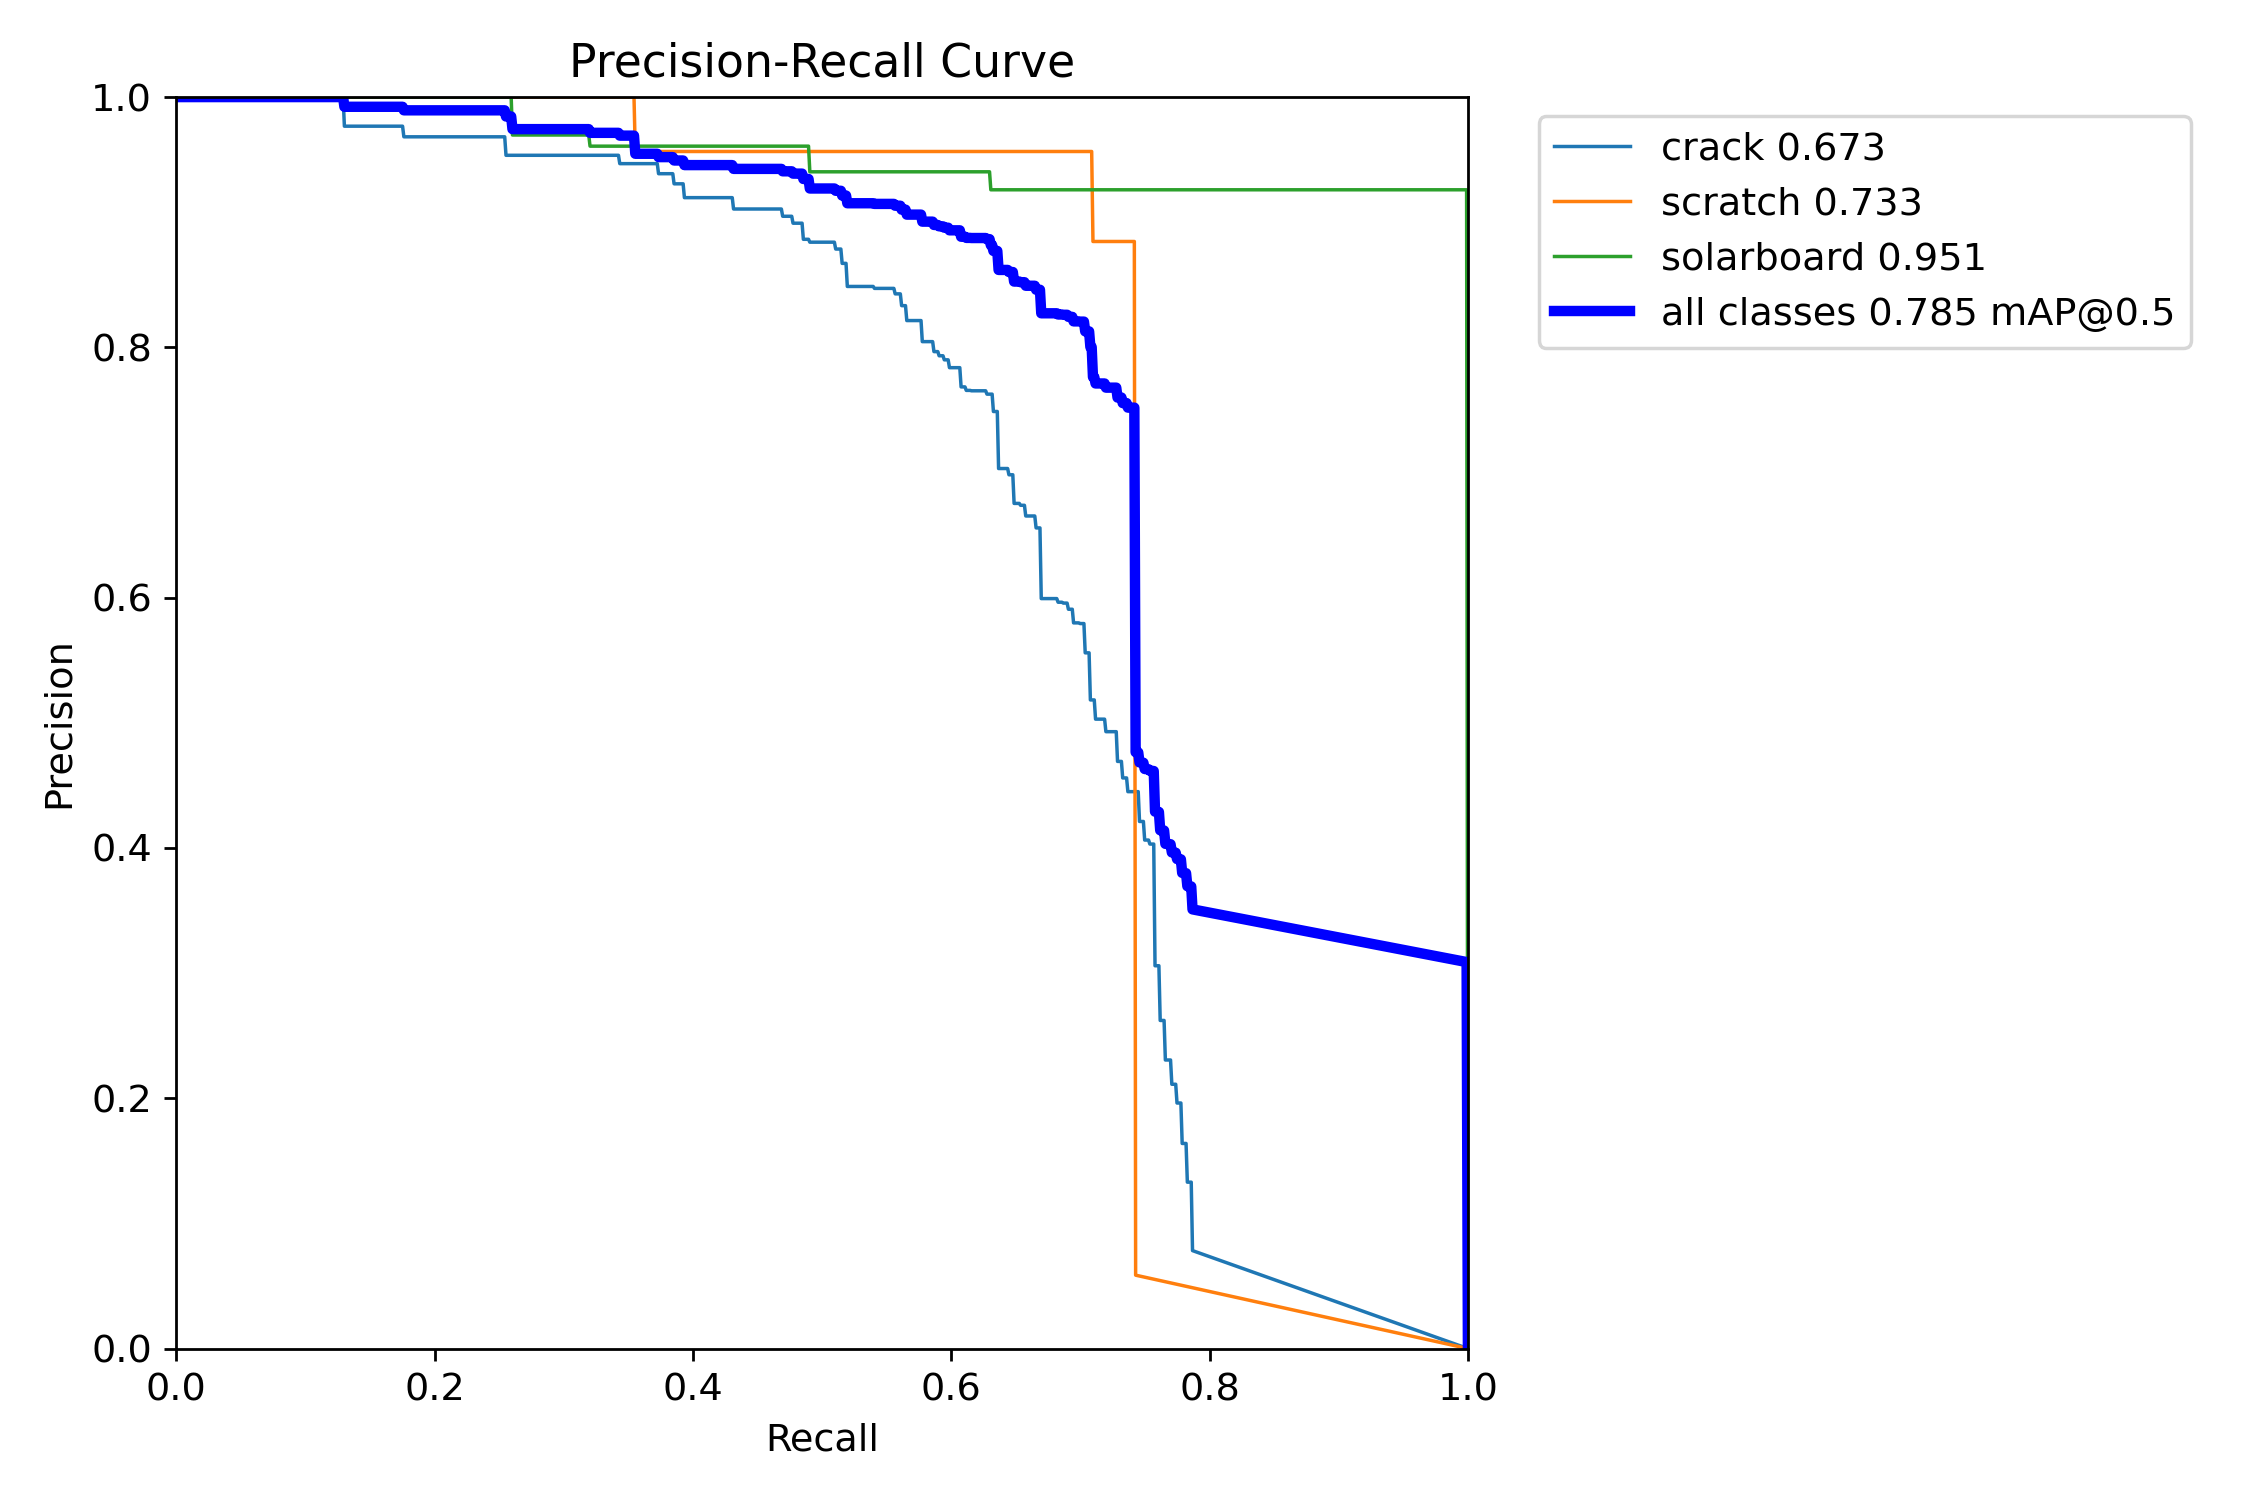 Precision-Recall Curve
crack 0.673
scratch 0.733
solarboard 0.951
all classes 0.785 mAP@0.5
Precision
1.0
0.8
0.6
0.4
0.2
0.0
0.0 0.2 0.4 0.6 0.8 1.0
Recall